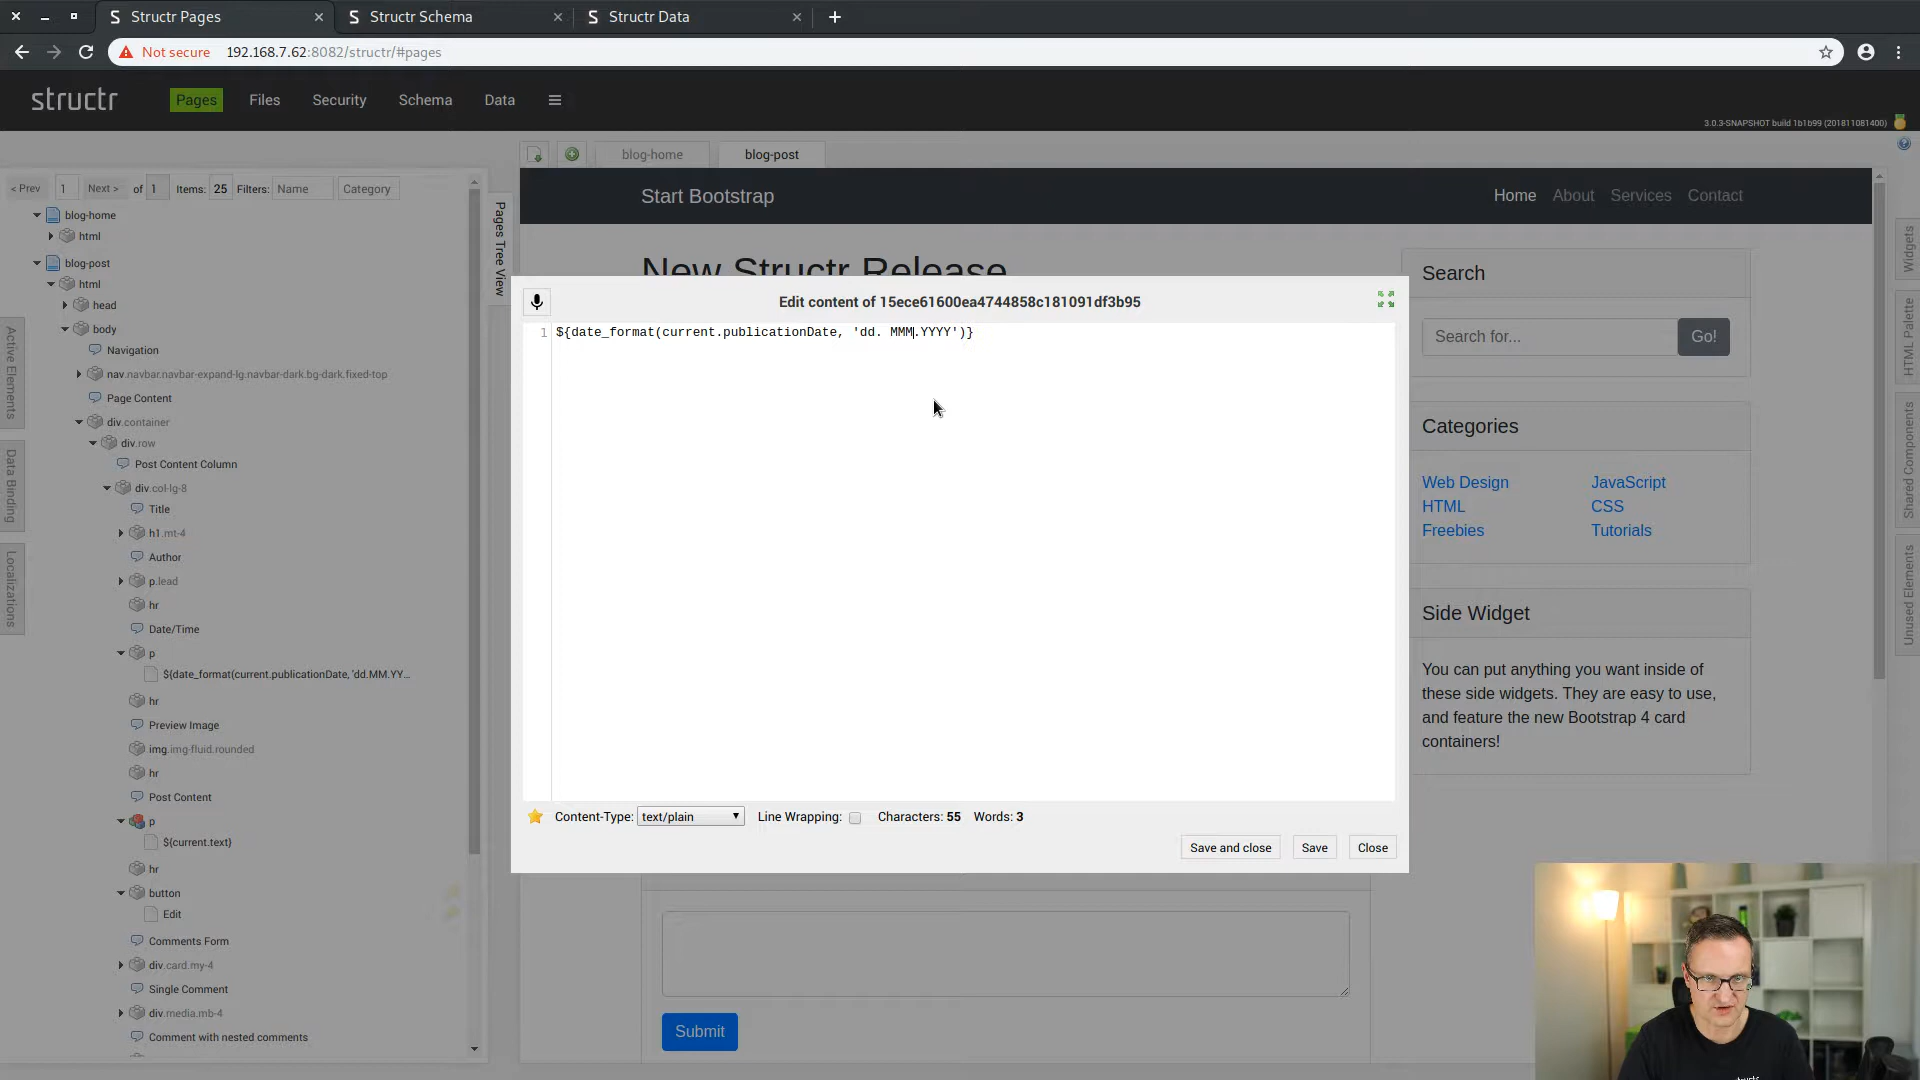 Structr Pages
Structr Schema
Structr Data
Not secure 192.168.7.62:8082/structr/#pages
structr
Pages
Files
Security
Schema
Data
3.0.3-SNAPSHOT build 1b1b99 (201811081400)
< Prev 1 Next > of 1 Items: 25 Filters: Name Category
blog-home
html
blog-post
html
head
body
Navigation
nav.navbar.navbar-expand-lg.navbar-dark.bg-dark.fixed-top
Page Content
div.container
div.row
Post Content Column
div.col-lg-8
Title
h1.mt-4
Author
p.lead
hr
Date/Time
p
${date_format(current.publicationDate, 'dd.MM.YY...
hr
Preview Image
img.img-fluid.rounded
hr
Post Content
p
${current.text}
hr
button
Edit
Comments Form
div.card.my-4
Single Comment
div.media.mb-4
Comment with nested comments
Active Elements
Data Binding
Localizations
Pages Tree View
blog-home
blog-post
Start Bootstrap
Home
About
Services
Contact
New Structr Release
Edit content of 15ece61600ea4744858c181091df3b95
1 ${date_format(current.publicationDate, 'dd. MMM.YYYY')}
Content-Type: text/plain Line Wrapping: Characters: 55 Words: 3
Save and close
Save
Close
Submit
Search
Search for...
Go!
Categories
Web Design
JavaScript
HTML
CSS
Freebies
Tutorials
Side Widget
You can put anything you want inside of
these side widgets. They are easy to use,
and feature the new Bootstrap 4 card
containers!
Widgets
HTML Palette
Shared Components
Unused Elements
structr